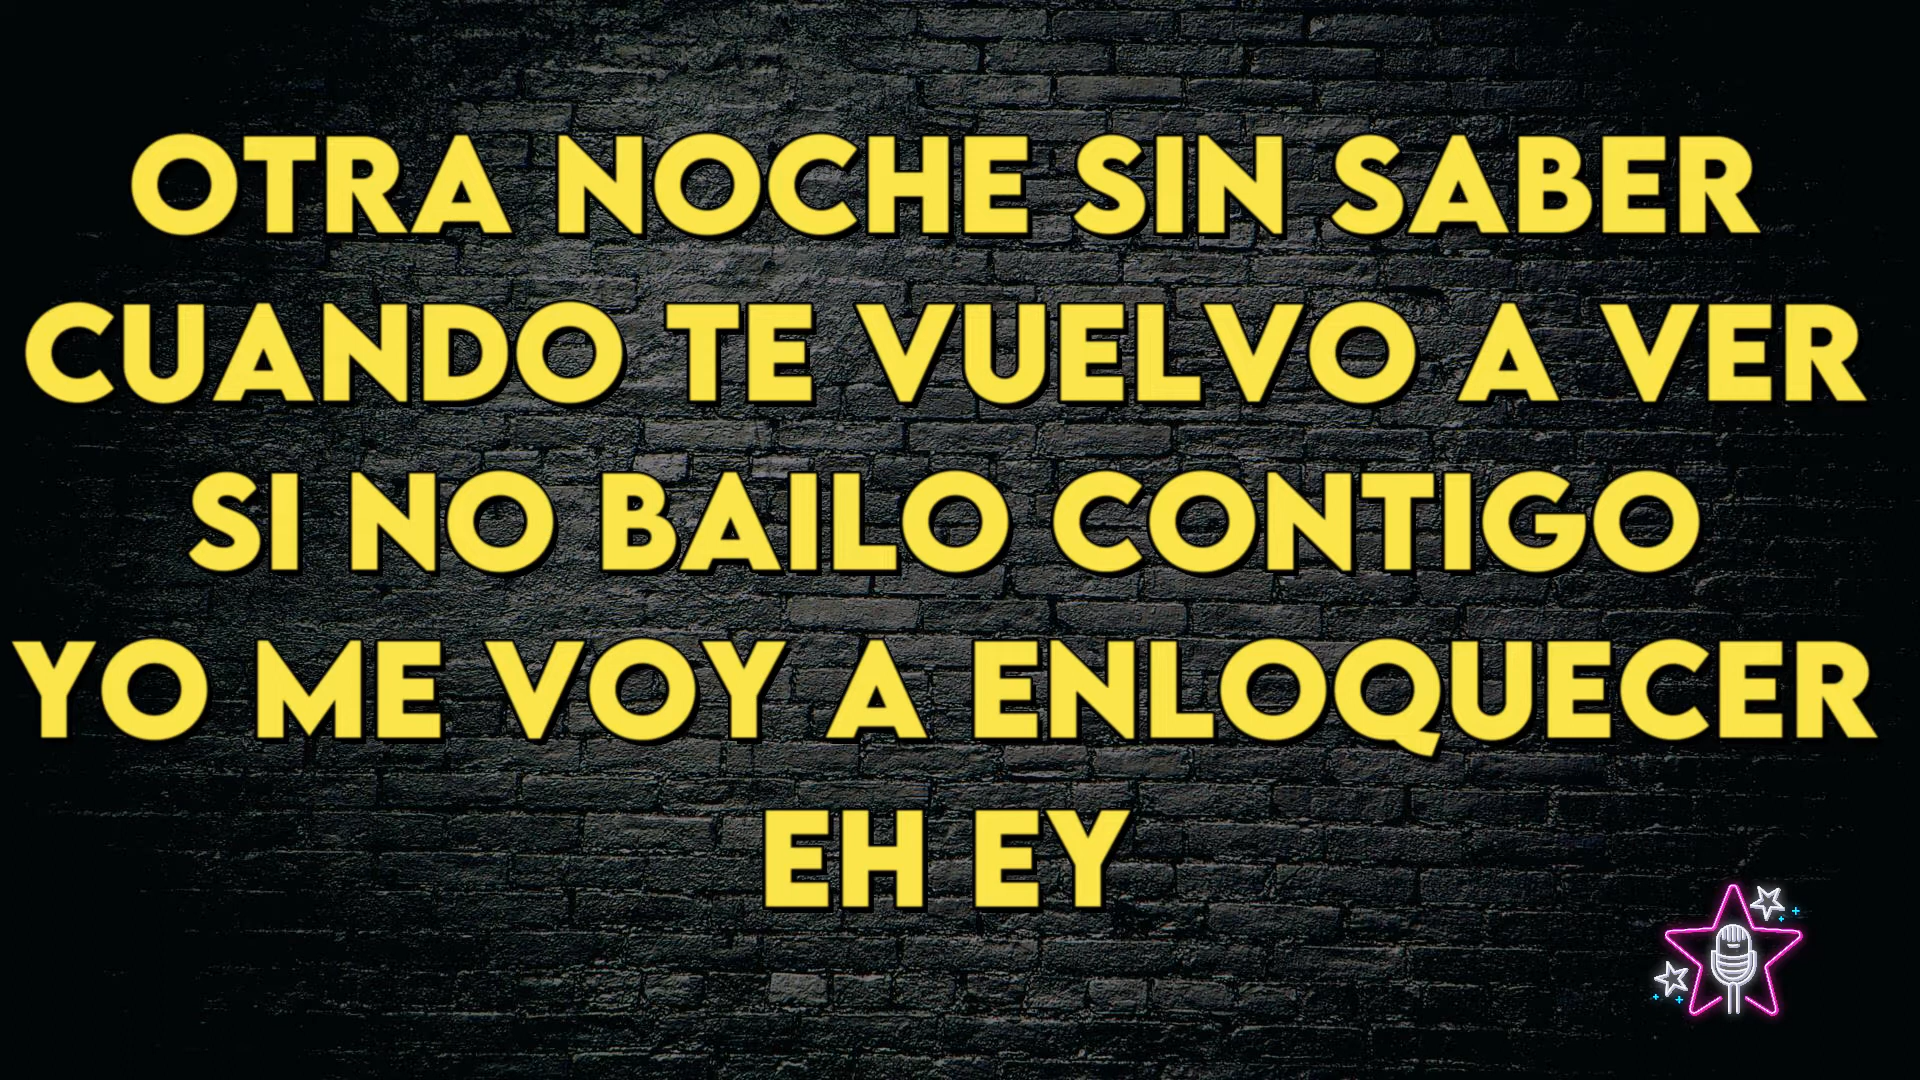 OTRA NOCHE SIN SABER
CUANDO TE VUELVO A VER
SI NO BAILO CONTIGO
YO ME VOY A ENLOQUECER
EH EY